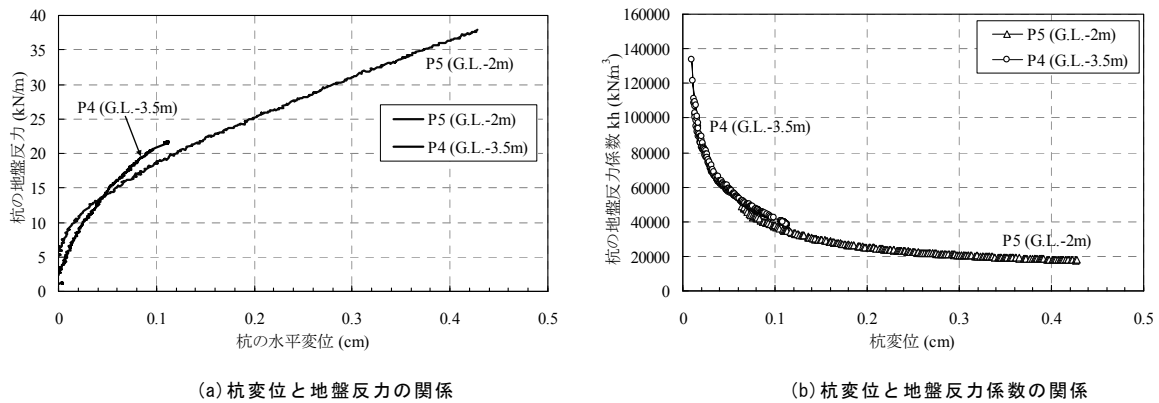 杭の地盤反力 (kN/m)
40
35
30
25
20
15
10
5
0
0
0.1
0.2
0.3
0.4
0.5
杭の水平変位 (cm)
P5 (G.L.-2m)
P4 (G.L.-3.5m)
P5 (G.L.-2m)
P4 (G.L.-3.5m)
(a)杭変位と地盤反力の関係
杭の地盤反力係数 kh (kN/m³)
160000
140000
120000
100000
80000
60000
40000
20000
0
0
0.1
0.2
0.3
0.4
0.5
杭変位 (cm)
P5 (G.L.-2m)
P4 (G.L.-3.5m)
P4 (G.L.-3.5m)
P5 (G.L.-2m)
(b)杭変位と地盤反力係数の関係